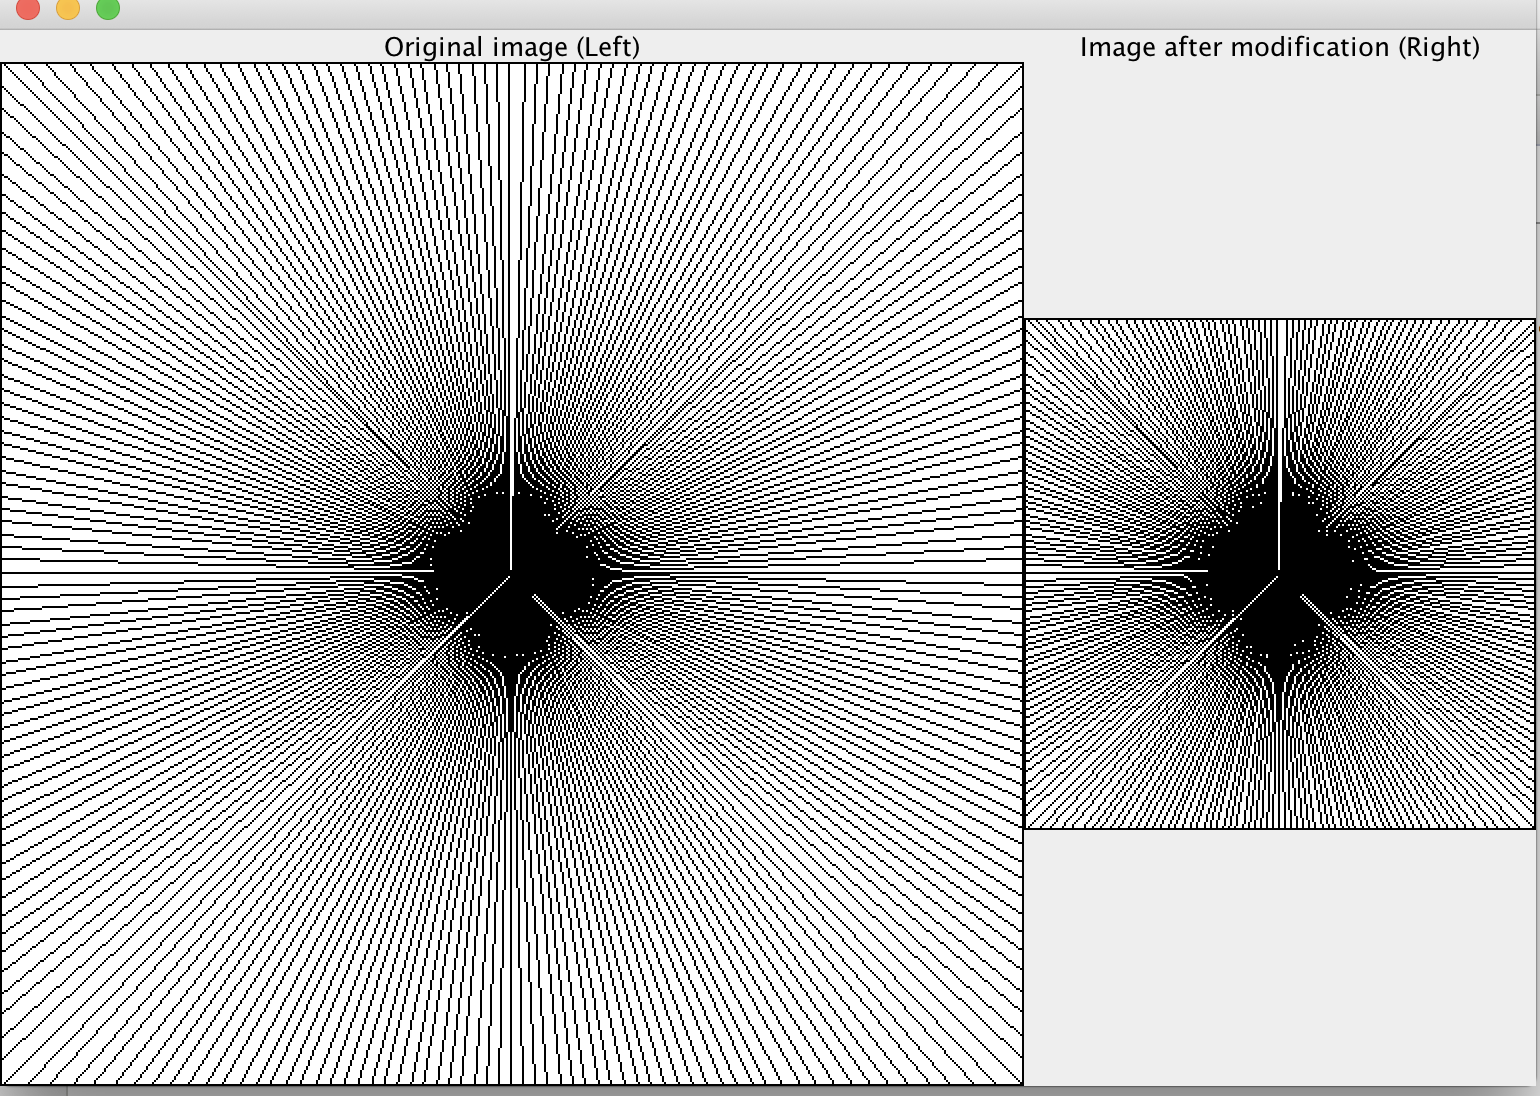 Original image (Left)
Image after modification (Right)